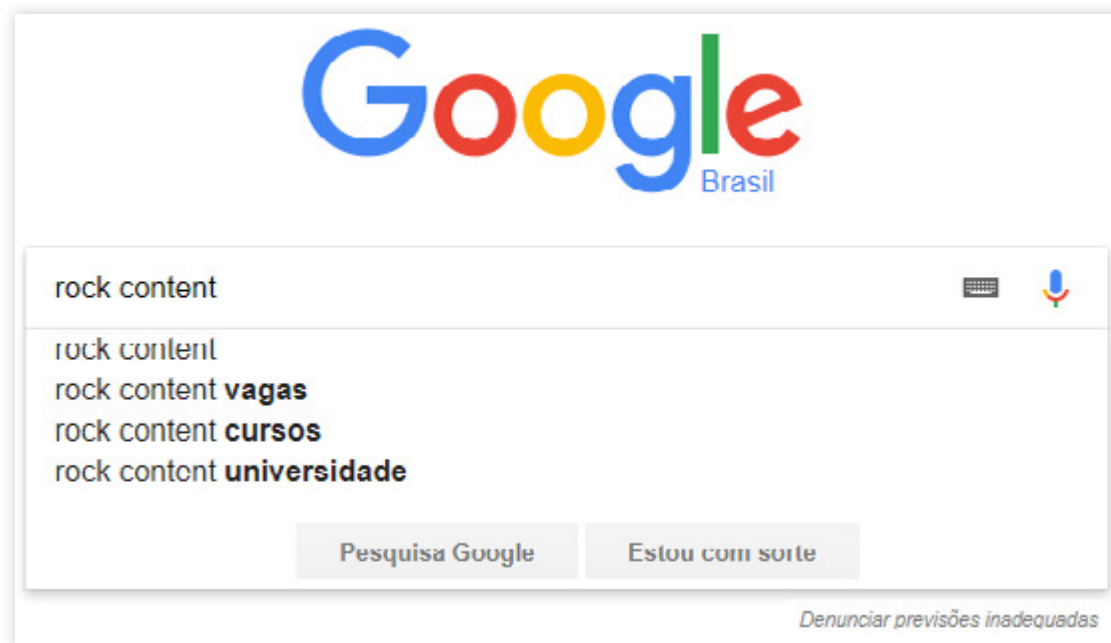 Google
Brasil
rock content
rock content
rock content vagas
rock content cursos
rock content universidade
Pesquisa Google Estou com sorte
Denunciar previsões inadequadas